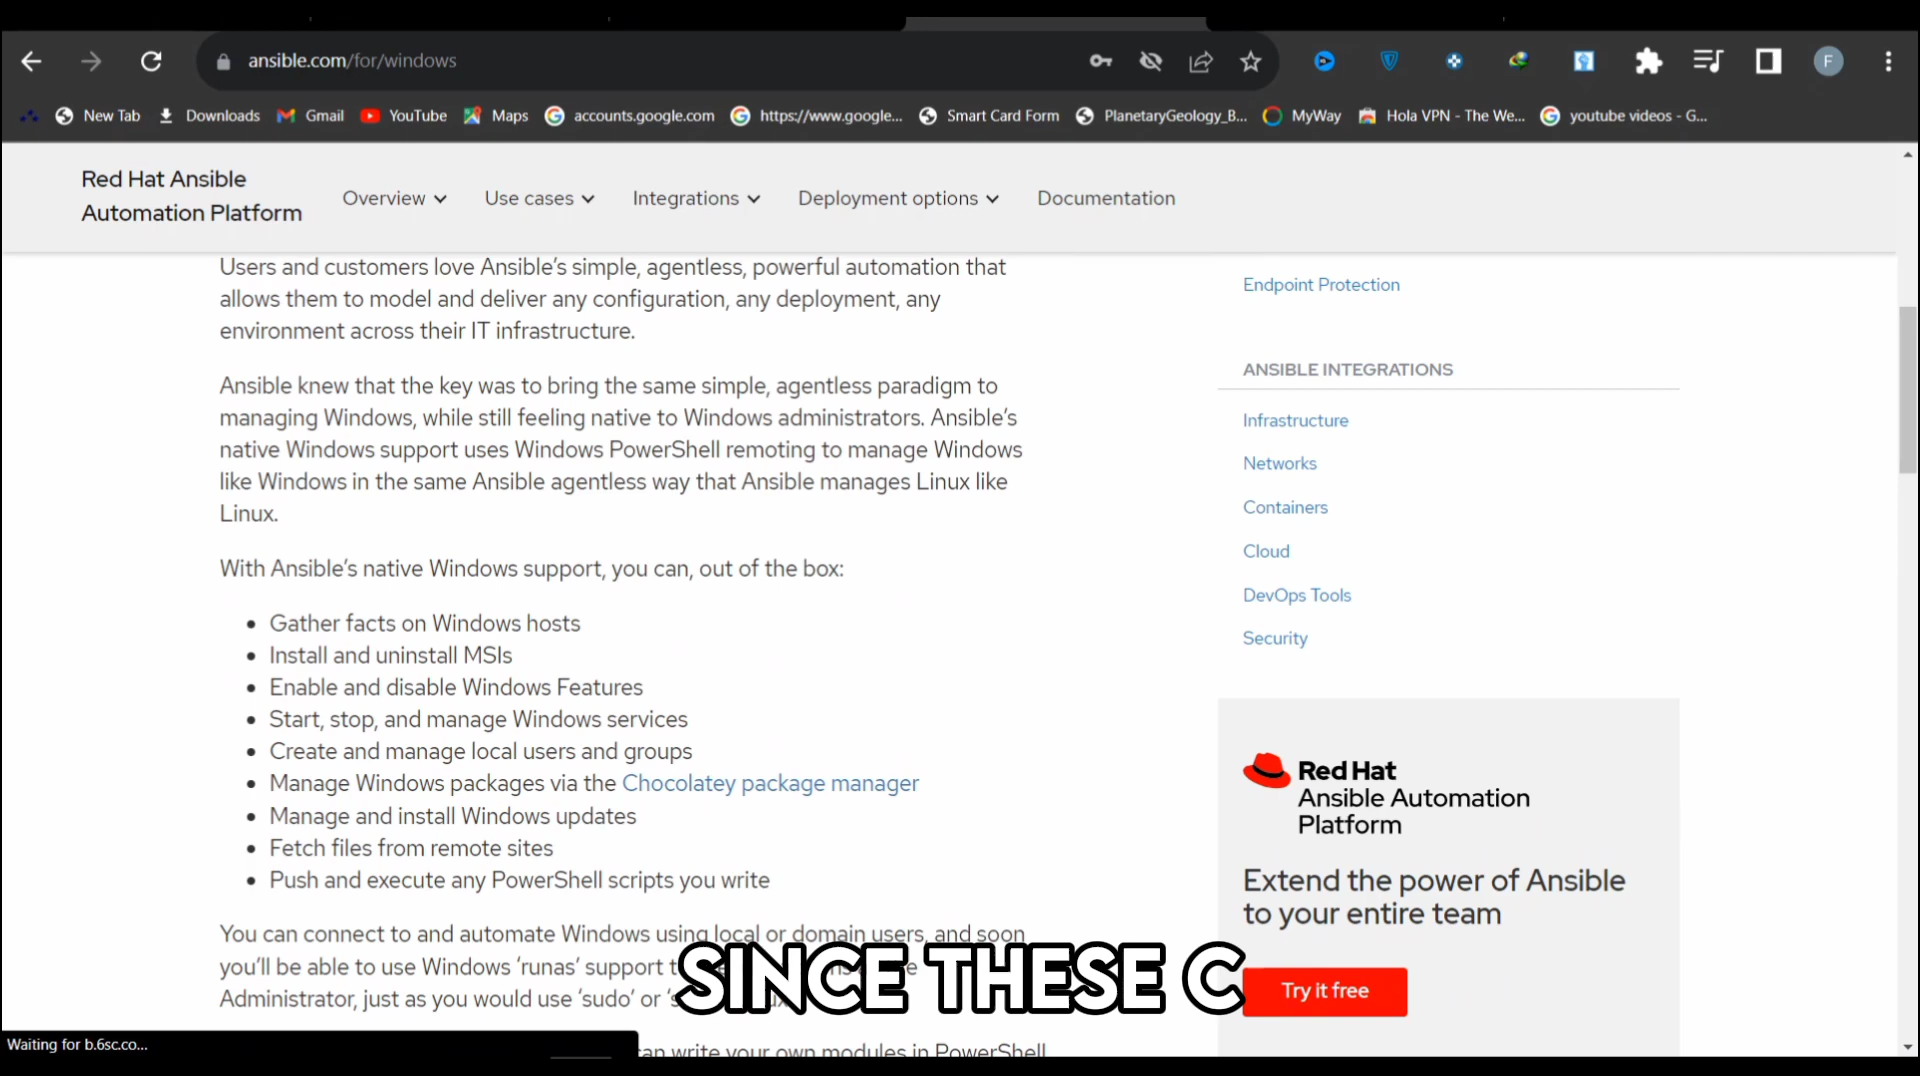 ansible.com/for/windows
F
New Tab Downloads Gmail YouTube Maps accounts.google.com https://www.google... Smart Card Form PlanetaryGeology_B... MyWay Hola VPN - The We... youtube videos - G...
Red Hat Ansible
Automation Platform
Overview Use cases Integrations Deployment options Documentation
Users and customers love Ansible's simple, agentless, powerful automation that
allows them to model and deliver any configuration, any deployment, any
environment across their IT infrastructure.
Ansible knew that the key was to bring the same simple, agentless paradigm to
managing Windows, while still feeling native to Windows administrators. Ansible's
native Windows support uses Windows PowerShell remoting to manage Windows
like Windows in the same Ansible agentless way that Ansible manages Linux like
Linux.
With Ansible's native Windows support, you can, out of the box:
• Gather facts on Windows hosts
• Install and uninstall MSIs
• Enable and disable Windows Features
• Start, stop, and manage Windows services
• Create and manage local users and groups
• Manage Windows packages via the Chocolatey package manager
• Manage and install Windows updates
• Fetch files from remote sites
• Push and execute any PowerShell scripts you write
You can connect to and automate Windows using local or domain users, and soon
you'll be able to use Windows 'runas' support
Administrator, just as you would use 'sudo' or
can write your own modules in PowerShell
Endpoint Protection
ANSIBLE INTEGRATIONS
Infrastructure
Networks
Containers
Cloud
DevOps Tools
Security
Red Hat
Ansible Automation
Platform
Extend the power of Ansible
to your entire team
Try it free
SINCE THESE C
Waiting for b.6sc.co...